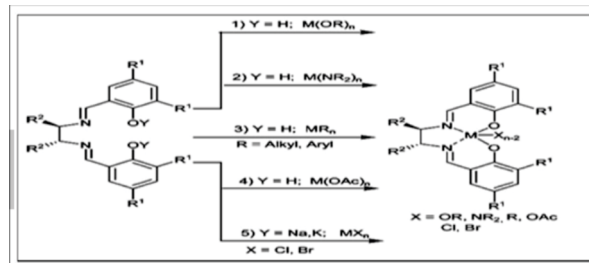 1) Y = H; M(OR)n
2) Y = H; M(NR2)n
3) Y = H; MRn
R = Alkyl, Aryl
4) Y = H; M(OAc)n
5) Y = Na,K; MXn
X = Cl, Br
R¹
R¹
R²
N
OY
R²
N
OY
R¹
R¹
R¹
R¹
R²
N
O
M
Xn-2
R²
N
O
R¹
R¹
X = OR, NR2, R, OAc
Cl, Br